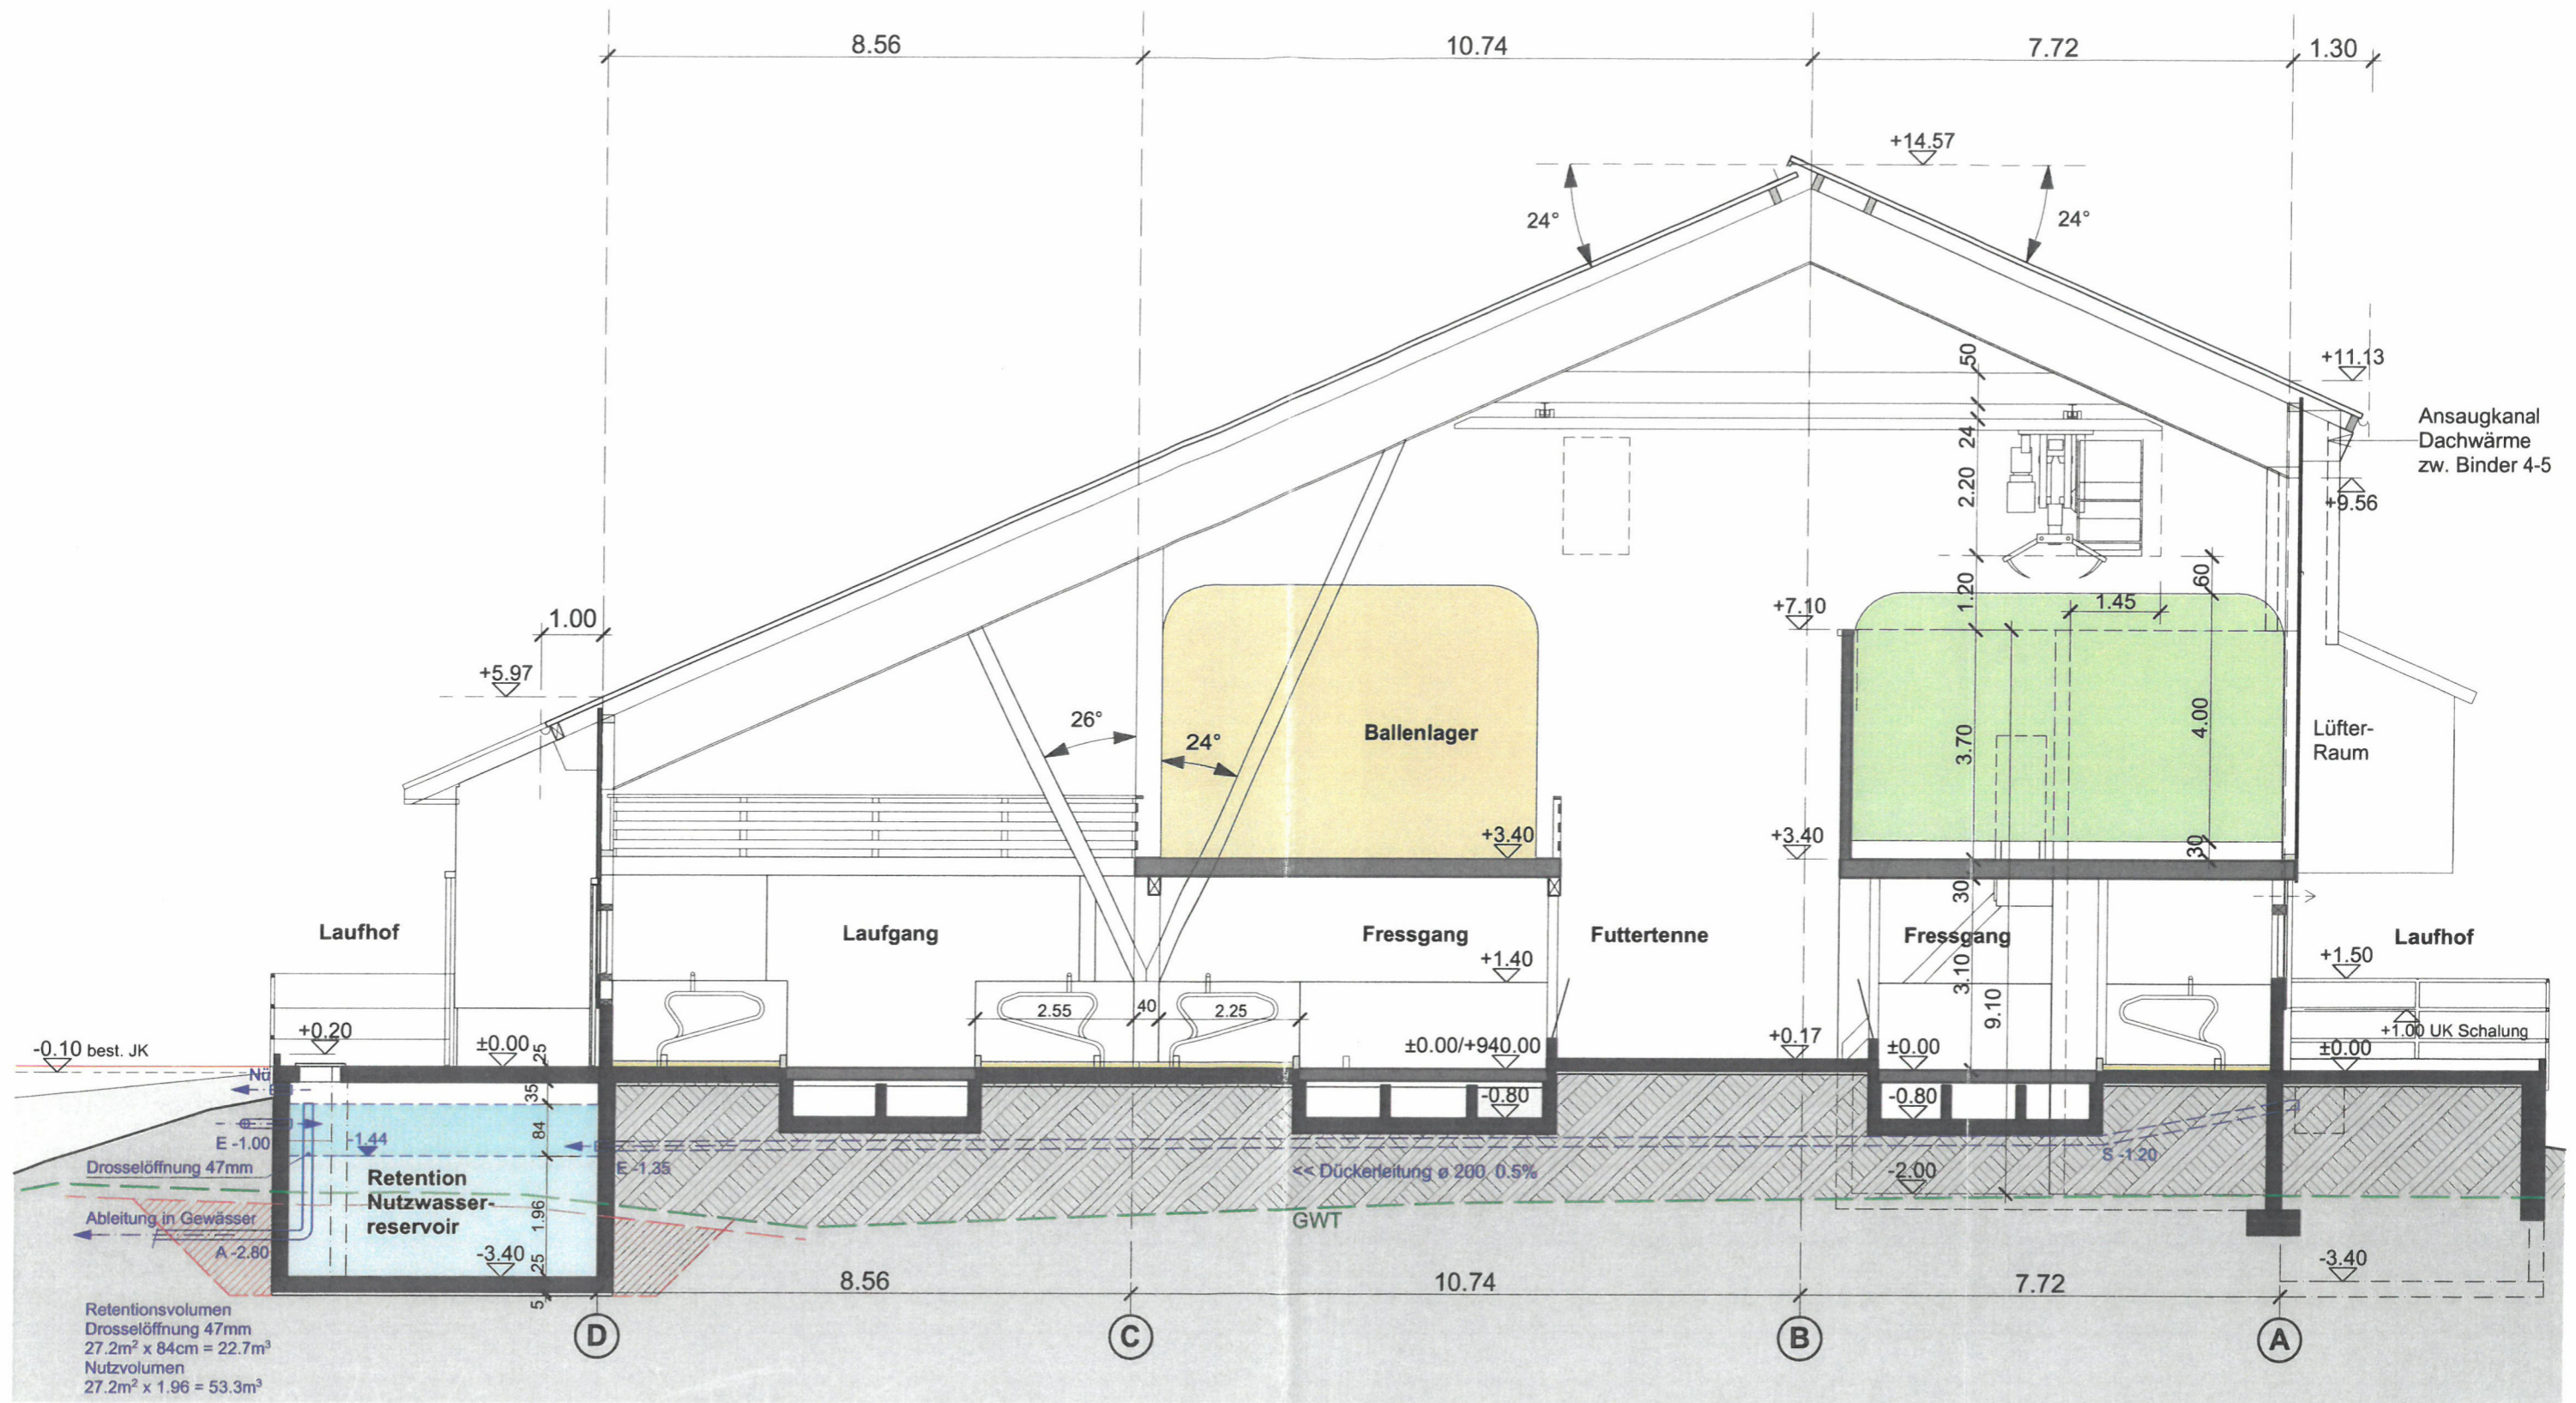 8.56
10.74
7.72
1.30
+14.57
24°
24°
50
+11.13
Ansaugkanal
Dachwärme
zw. Binder 4-5
24
2.20
+9.56
1.20
60
1.45
+7.10
1.00
+5.97
26°
24°
Ballenlager
3.70
4.00
Lüfter-
Raum
+3.40
+3.40
30
30
Laufhof
Laufgang
Fressgang
Futtertenne
Fressgang
Laufhof
+1.40
+1.50
3.10
9.10
2.55
40
2.25
+0.20
±0.00
25
±0.00/+940.00
+0.17
±0.00
+1.00 UK Schalung
±0.00
-0.10 best. JK
Nü
35
-0.80
-0.80
E -1.00
-1.44
84
E -1.35
<< Dückerleitung ø 200, 0.5%
S -1.20
Drosselöffnung 47mm
Retention
Nutzwasser-
reservoir
-2.00
Ableitung in Gewässer
1.96
GWT
A -2.80
-3.40
25
-3.40
8.56
10.74
7.72
5
Retentionsvolumen
Drosselöffnung 47mm
27.2m² x 84cm = 22.7m³
Nutzvolumen
27.2m² x 1.96 = 53.3m³
D
C
B
A